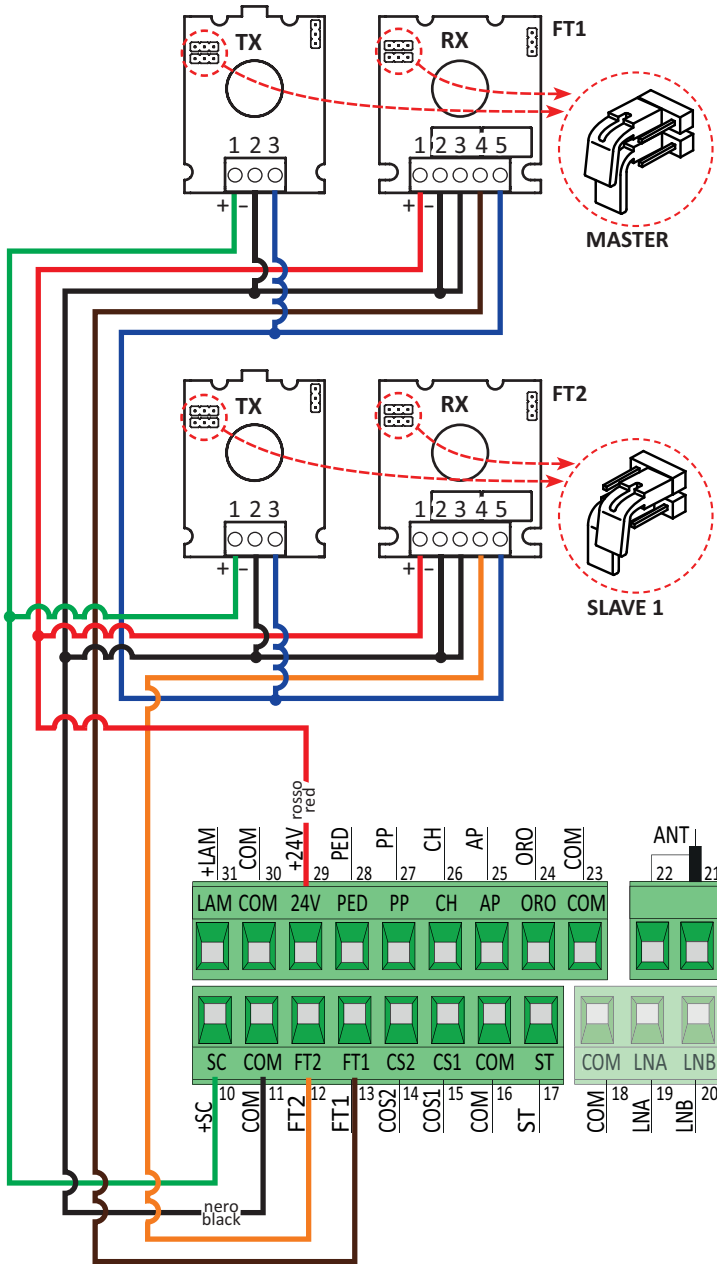 TX
RX
FT1
1 2 3
1 2 3 4 5
+ −
+ −
MASTER
TX
RX
FT2
1 2 3
1 2 3 4 5
+ −
+ −
SLAVE 1
rosso
red
+LAM COM +24V PED PP CH AP ORO COM ANT
31 30 29 28 27 26 25 24 23 22 21
LAM COM 24V PED PP CH AP ORO COM
SC COM FT2 FT1 CS2 CS1 COM ST COM LNA LNB
10 11 12 13 14 15 16 17 18 19 20
+SC COM FT2 FT1 COS2 COS1 COM ST COM LNA LNB
nero
black